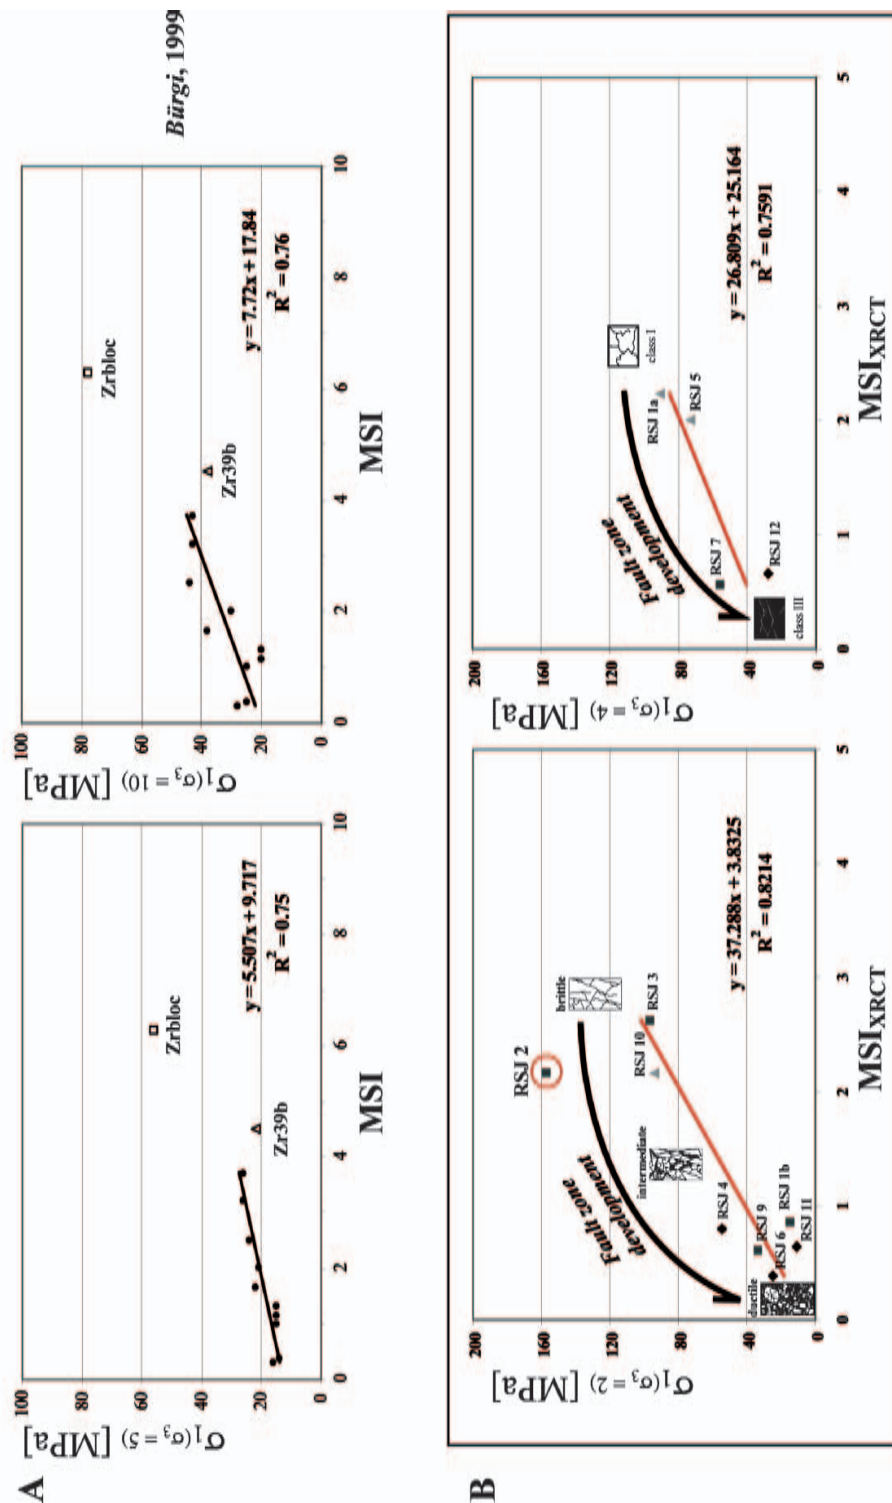 A
σ1(σ3 = 5) [MPa]
100
80
60
40
20
0
0 2 4 6 8 10
MSI
Zr39b
Zrbloc
y = 5.507x + 9.717
R² = 0.75
σ1(σ3 = 10) [MPa]
100
80
60
40
20
0
0 2 4 6 8 10
MSI
Zr39b
Zrbloc
y = 7.72x + 17.84
R² = 0.76
Bürgi, 1999
B
σ1(σ3 = 2) [MPa]
200
160
120
80
40
0
0 1 2 3 4 5
MSIXRCT
Fault zone
development
ductile
intermediate
brittle
RSJ 2
RSJ 10
RSJ 3
RSJ 4
RSJ 9
RSJ 6
RSJ 1b
RSJ 11
y = 37.288x + 3.8325
R² = 0.8214
σ1(σ3 = 4) [MPa]
200
160
120
80
40
0
0 1 2 3 4 5
MSIXRCT
Fault zone
development
class III
class I
RSJ 7
RSJ 12
RSJ 1a
RSJ 5
y = 26.809x + 25.164
R² = 0.7591